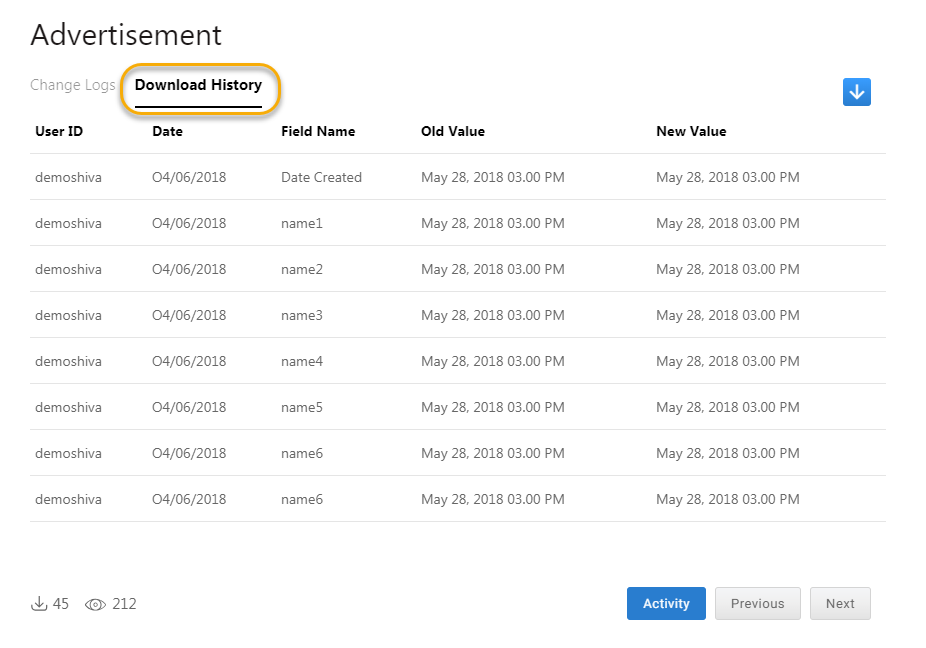 Advertisement
Change Logs Download History
User ID Date Field Name Old Value New Value
demoshiva O4/06/2018 Date Created May 28, 2018 03.00 PM May 28, 2018 03.00 PM
demoshiva O4/06/2018 name1 May 28, 2018 03.00 PM May 28, 2018 03.00 PM
demoshiva O4/06/2018 name2 May 28, 2018 03.00 PM May 28, 2018 03.00 PM
demoshiva O4/06/2018 name3 May 28, 2018 03.00 PM May 28, 2018 03.00 PM
demoshiva O4/06/2018 name4 May 28, 2018 03.00 PM May 28, 2018 03.00 PM
demoshiva O4/06/2018 name5 May 28, 2018 03.00 PM May 28, 2018 03.00 PM
demoshiva O4/06/2018 name6 May 28, 2018 03.00 PM May 28, 2018 03.00 PM
demoshiva O4/06/2018 name6 May 28, 2018 03.00 PM May 28, 2018 03.00 PM
45 212 Activity Previous Next